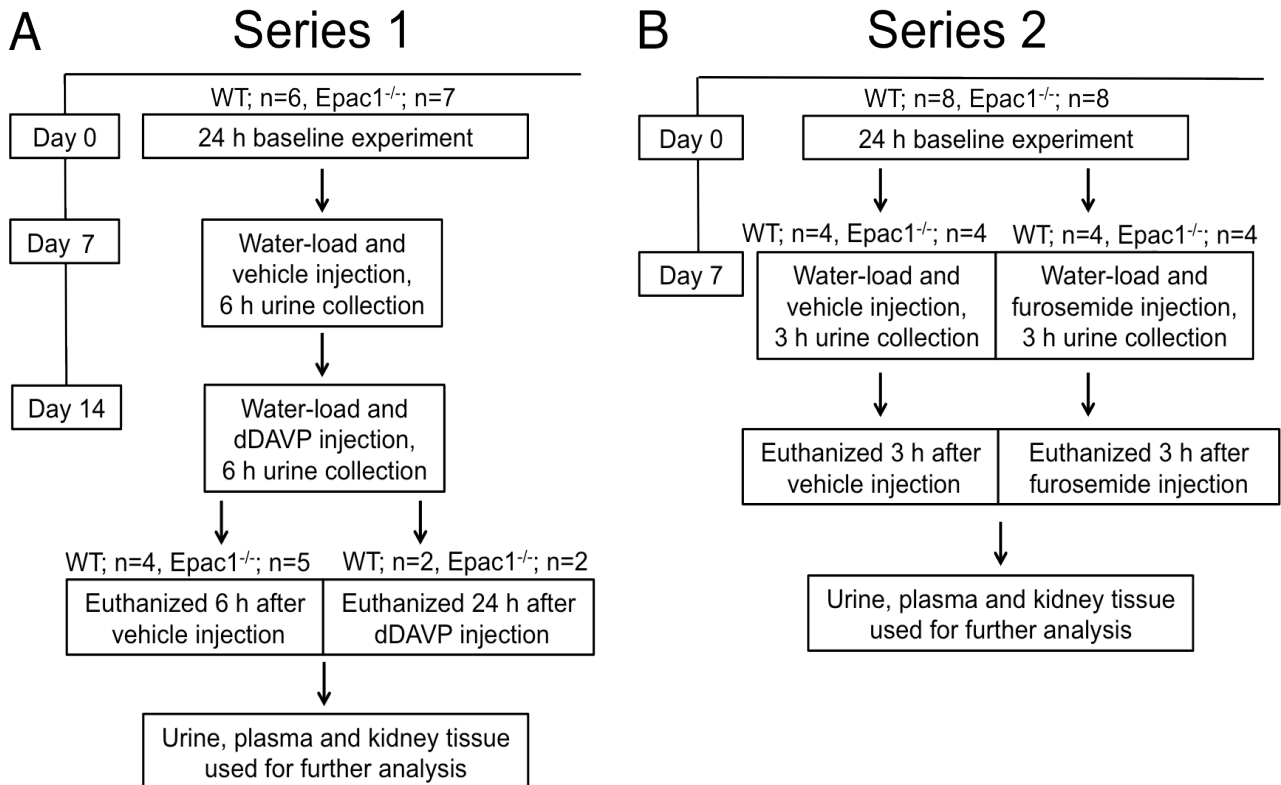 A
Series 1
WT; n=6, Epac1-/-; n=7
Day 0
24 h baseline experiment
Day 7
Water-load and
vehicle injection,
6 h urine collection
Day 14
Water-load and
dDAVP injection,
6 h urine collection
WT; n=4, Epac1-/-; n=5
WT; n=2, Epac1-/-; n=2
Euthanized 6 h after
vehicle injection
Euthanized 24 h after
dDAVP injection
Urine, plasma and kidney tissue
used for further analysis
B
Series 2
WT; n=8, Epac1-/-; n=8
Day 0
24 h baseline experiment
WT; n=4, Epac1-/-; n=4
WT; n=4, Epac1-/-; n=4
Day 7
Water-load and
vehicle injection,
3 h urine collection
Water-load and
furosemide injection,
3 h urine collection
Euthanized 3 h after
vehicle injection
Euthanized 3 h after
furosemide injection
Urine, plasma and kidney tissue
used for further analysis